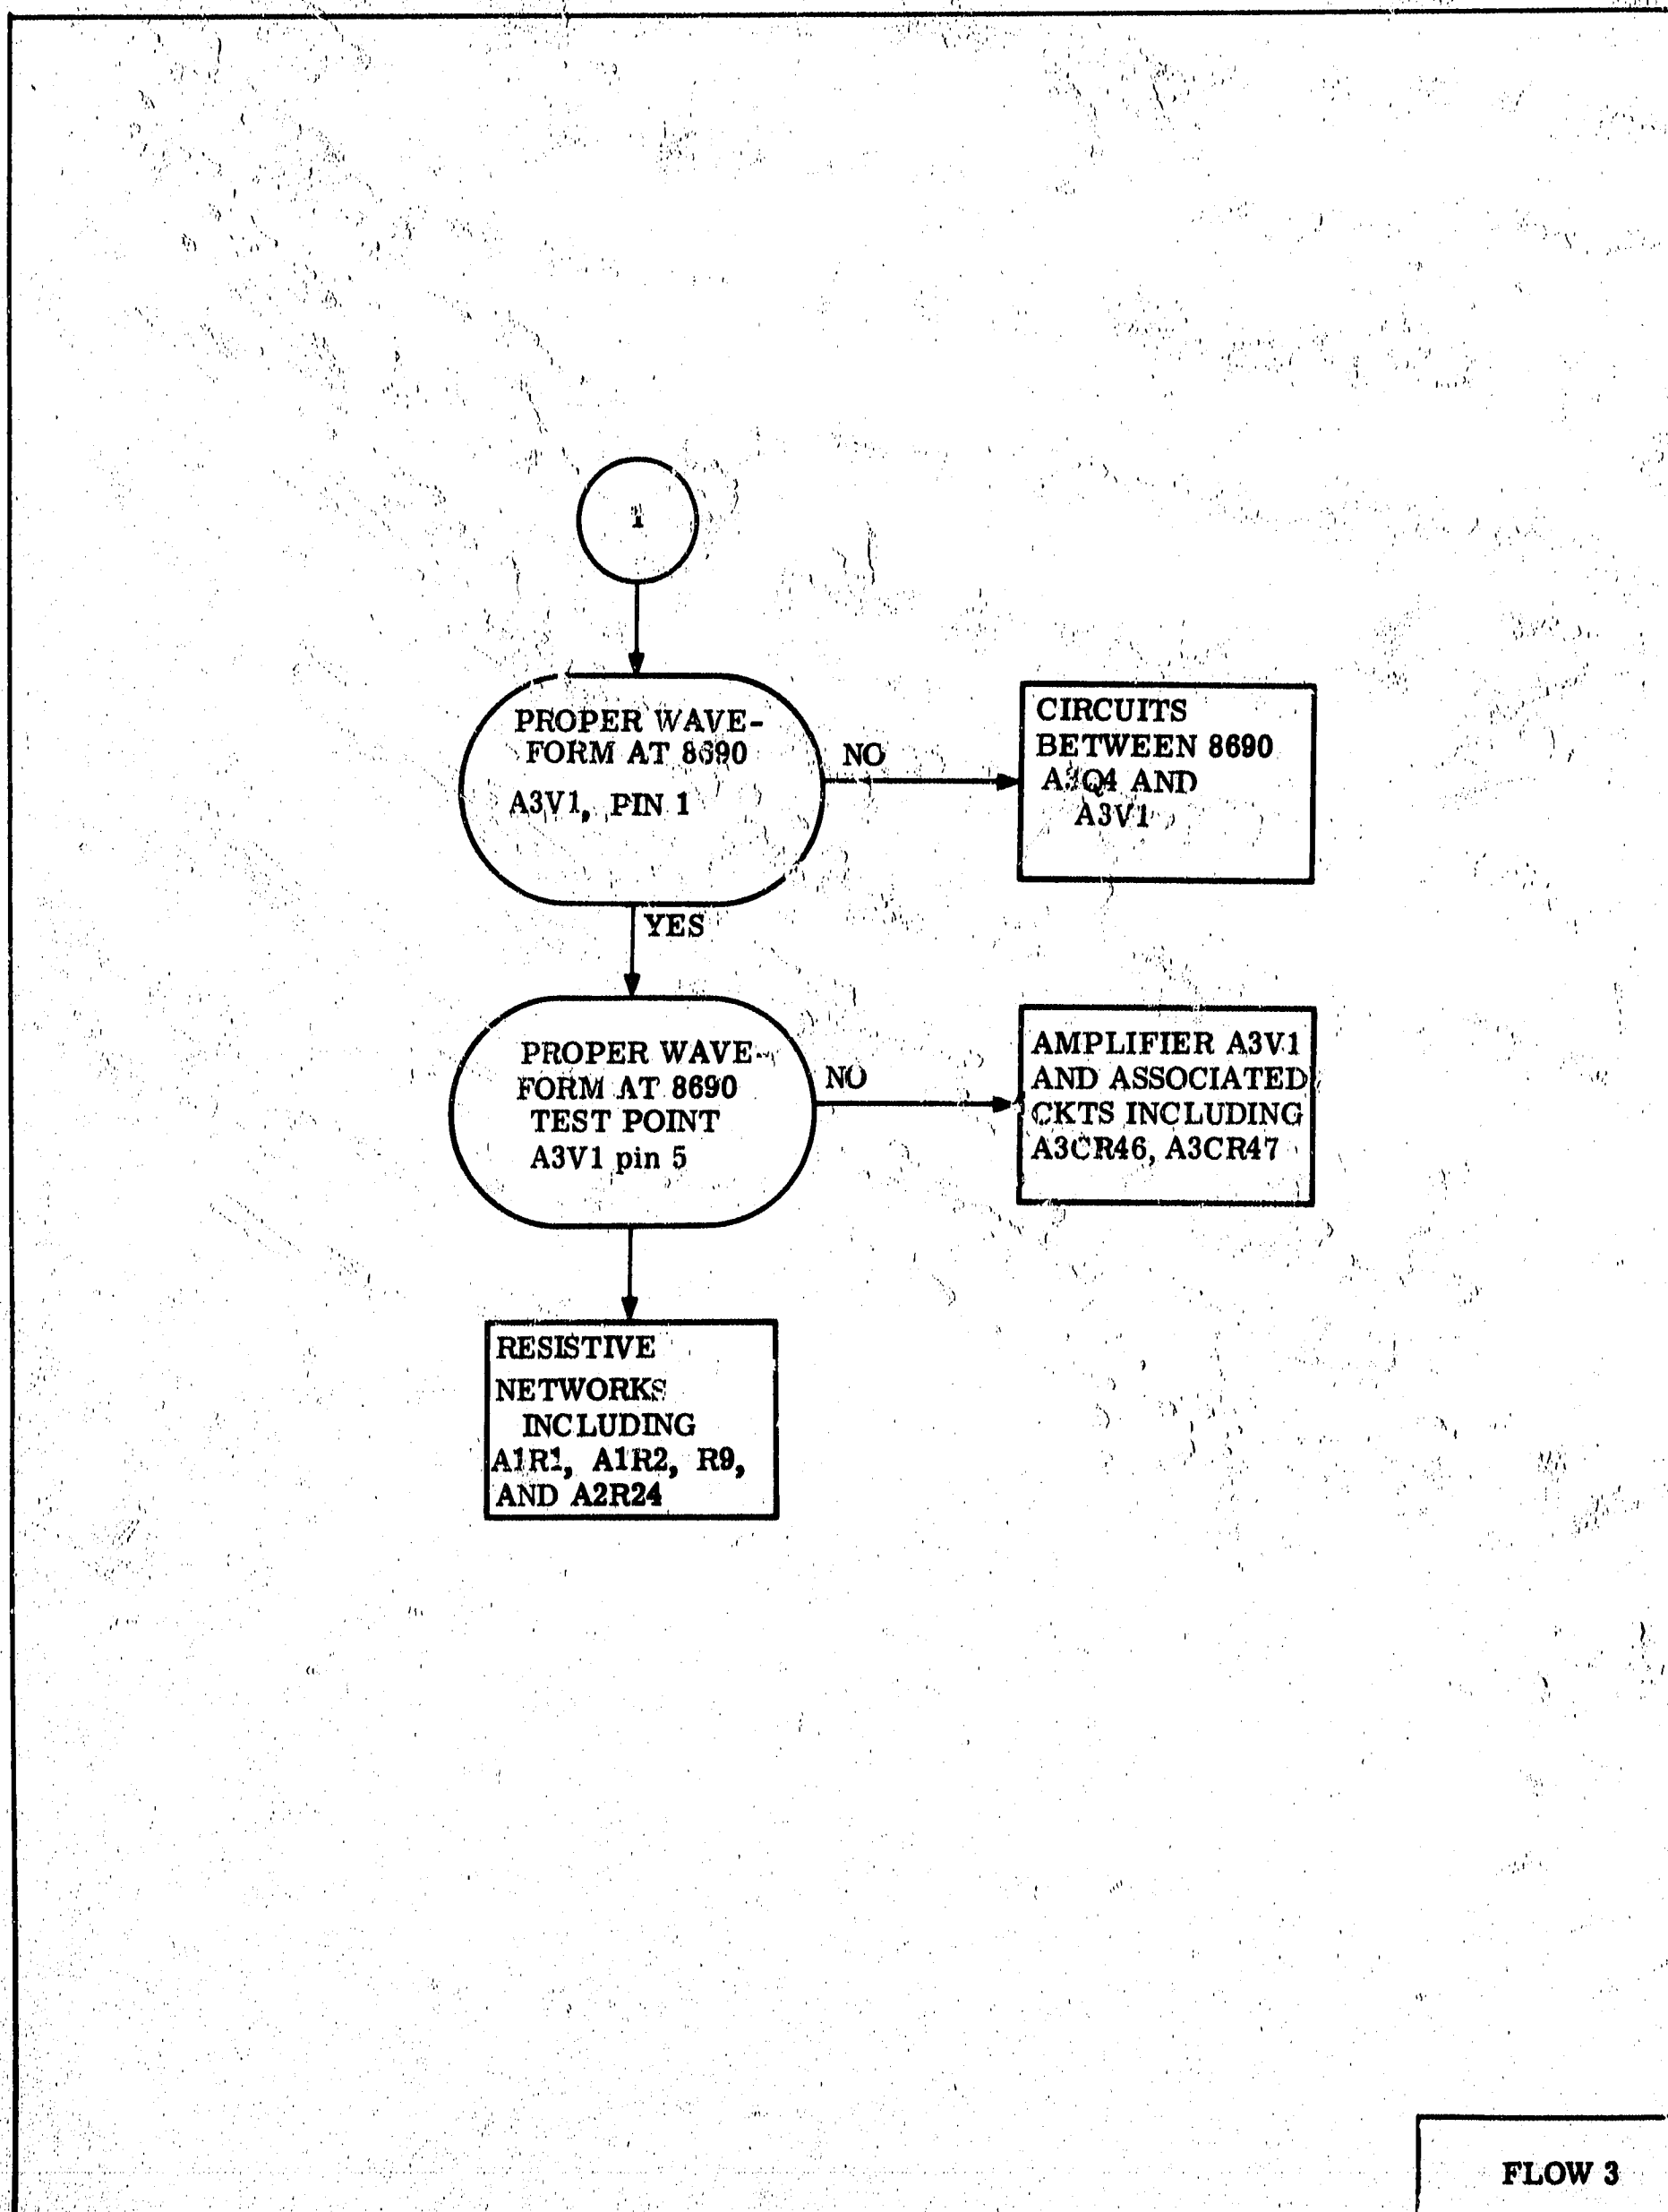 1
PROPER WAVE-
FORM AT 8690
A3V1, PIN 1
NO
CIRCUITS
BETWEEN 8690
A3Q4 AND
A3V1
YES
PROPER WAVE-
FORM AT 8690
TEST POINT
A3V1 pin 5
NO
AMPLIFIER A3V1
AND ASSOCIATED
CKTS INCLUDING
A3CR46, A3CR47
RESISTIVE
NETWORKS
INCLUDING
A1R1, A1R2, R9,
AND A2R24
FLOW 3